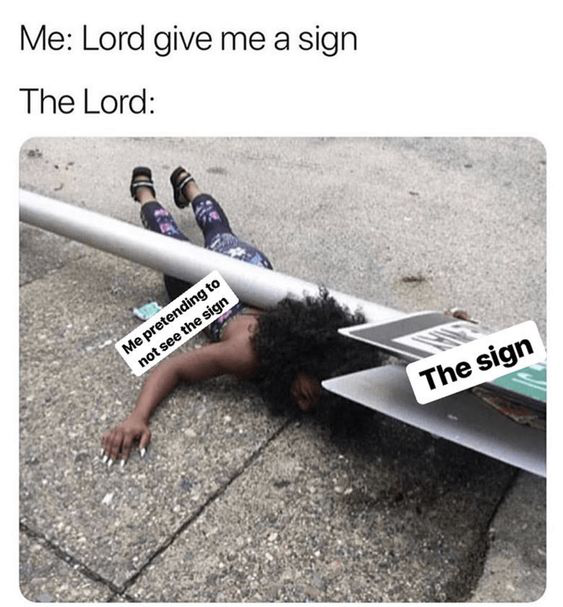 Me: Lord give me a sign
The Lord:
Me pretending to
not see the sign
The sign